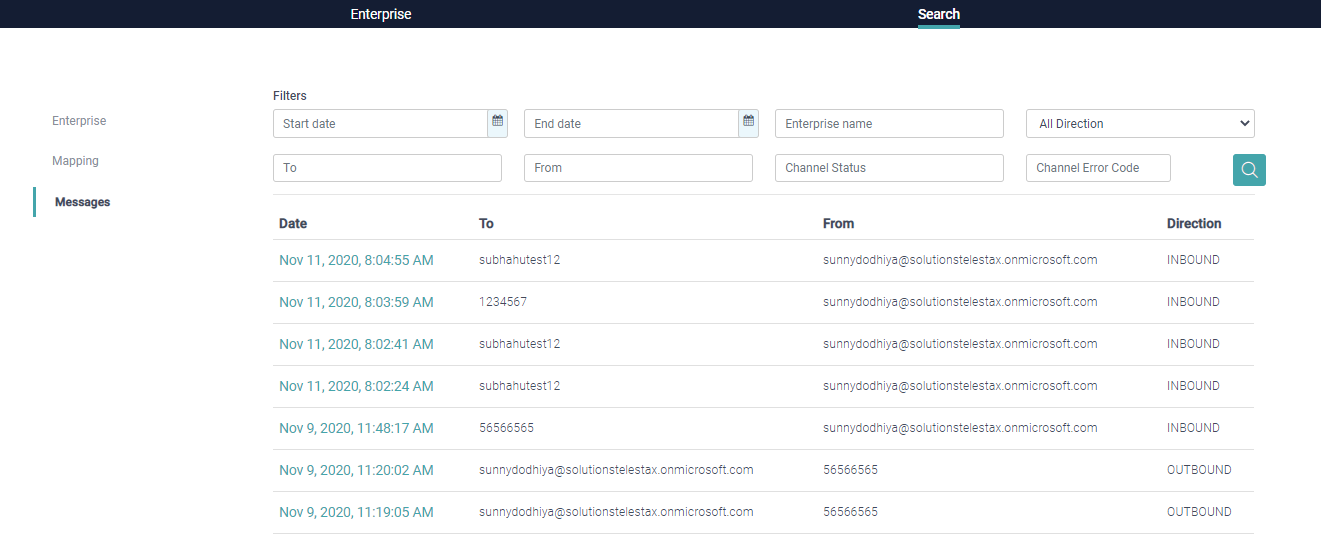 Enterprise Search
Filters
Enterprise
Mapping
Messages
Start date End date Enterprise name All Direction
To From Channel Status Channel Error Code
Date To From Direction
Nov 11, 2020, 8:04:55 AM subhahutest12 sunnydodhiya@solutionstelestax.onmicrosoft.com INBOUND
Nov 11, 2020, 8:03:59 AM 1234567 sunnydodhiya@solutionstelestax.onmicrosoft.com INBOUND
Nov 11, 2020, 8:02:41 AM subhahutest12 sunnydodhiya@solutionstelestax.onmicrosoft.com INBOUND
Nov 11, 2020, 8:02:24 AM subhahutest12 sunnydodhiya@solutionstelestax.onmicrosoft.com INBOUND
Nov 9, 2020, 11:48:17 AM 56566565 sunnydodhiya@solutionstelestax.onmicrosoft.com INBOUND
Nov 9, 2020, 11:20:02 AM sunnydodhiya@solutionstelestax.onmicrosoft.com 56566565 OUTBOUND
Nov 9, 2020, 11:19:05 AM sunnydodhiya@solutionstelestax.onmicrosoft.com 56566565 OUTBOUND